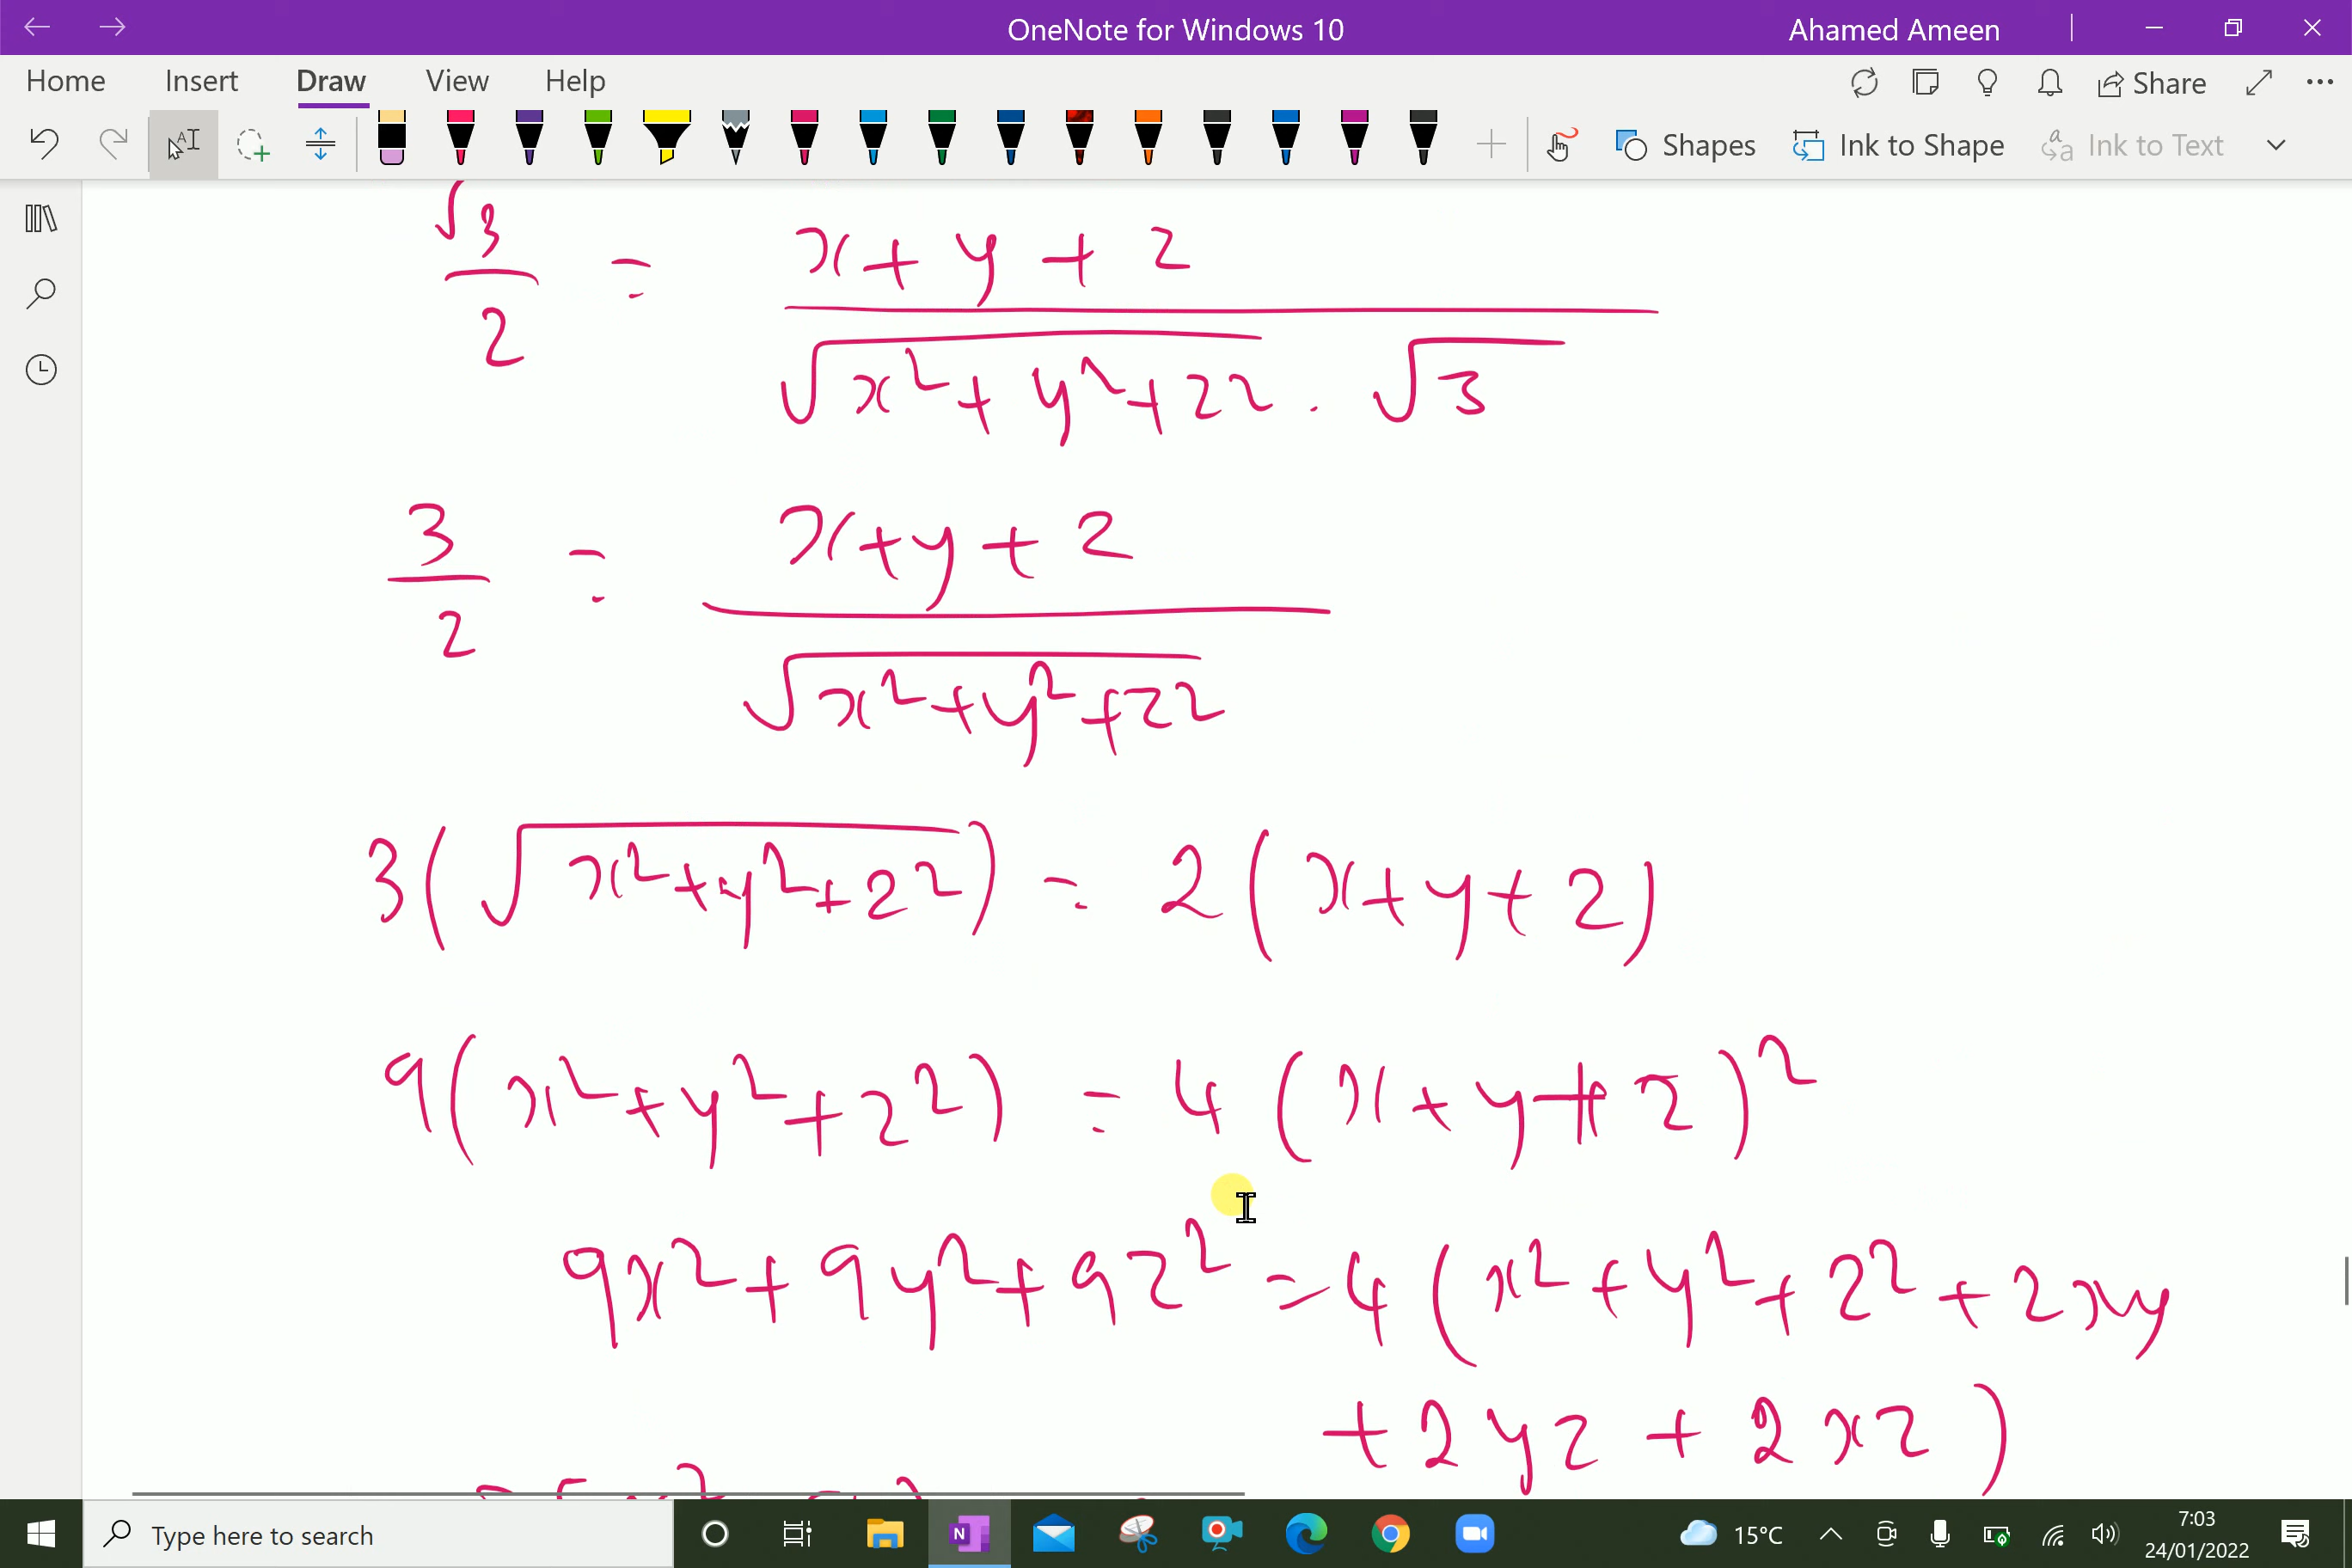 OneNote for Windows 10
Ahamed Ameen
Home Insert Draw View Help
Share
Shapes Ink to Shape Ink to Text
√3/2 = (x+y+z)/(√(x²+y²+z²) . √3)
3/2 = (x+y+z)/√(x²+y²+z²)
3(√(x²+y²+z²)) = 2(x+y+z)
9(x²+y²+z²) = 4(x+y+z)²
9x²+9y²+9z² = 4(x²+y²+z²+2xy
+2yz+2xz)
Type here to search
15°C
7:03
24/01/2022